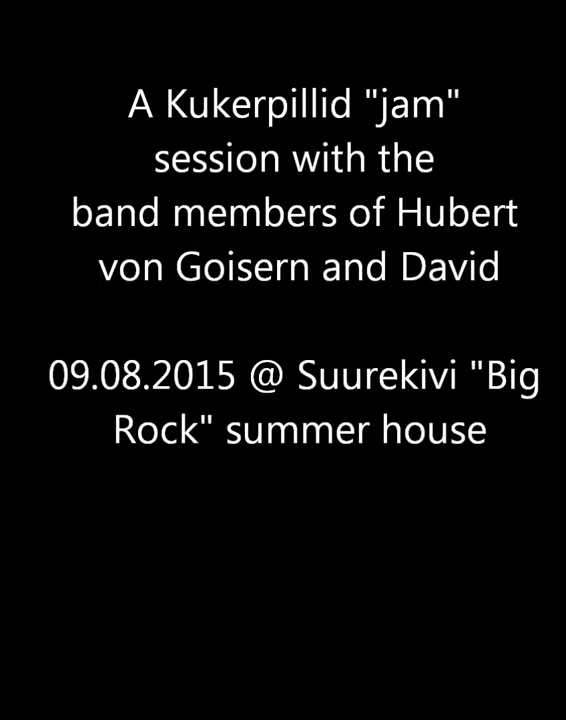 A Kukerpillid "jam"
session with the
band members of Hubert
von Goisern and David
09.08.2015 @ Suurekivi "Big
Rock" summer house